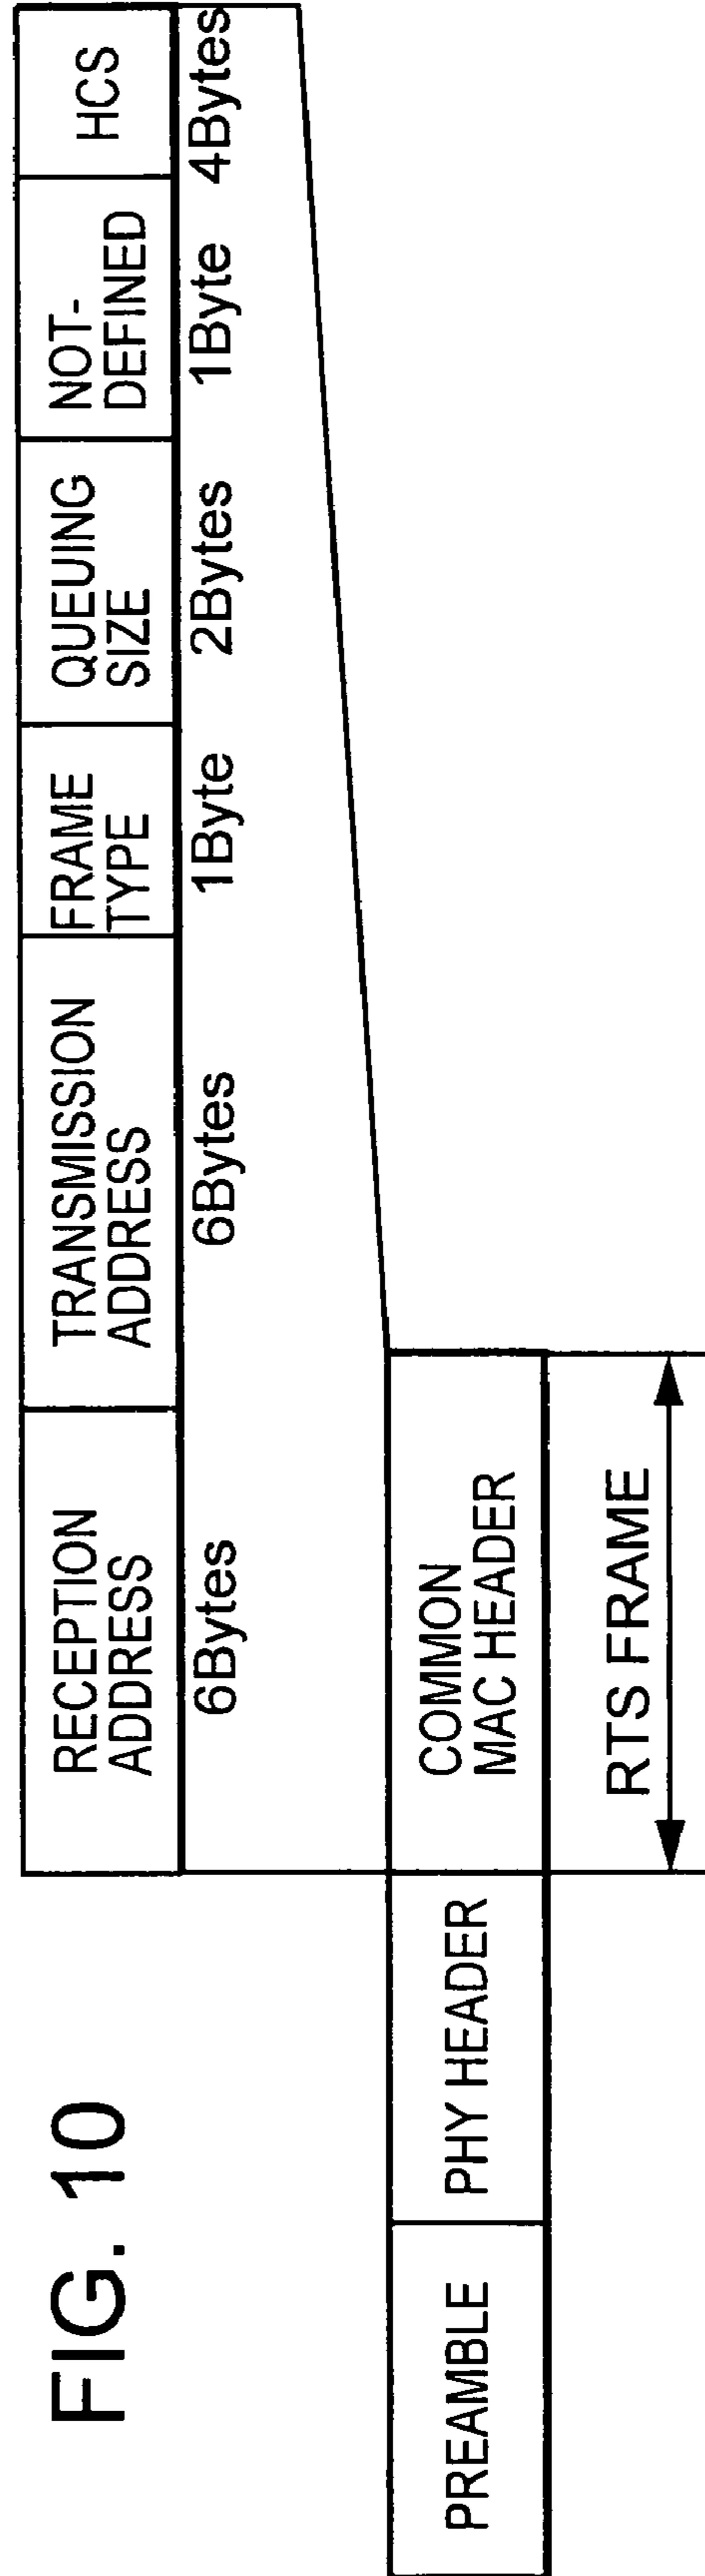 FIG. 10
RECEPTION
ADDRESS
TRANSMISSION
ADDRESS
FRAME
TYPE
QUEUING
SIZE
NOT-
DEFINED
HCS
6Bytes
6Bytes
1Byte
2Bytes
1Byte
4Bytes
PREAMBLE
PHY HEADER
COMMON
MAC HEADER
RTS FRAME